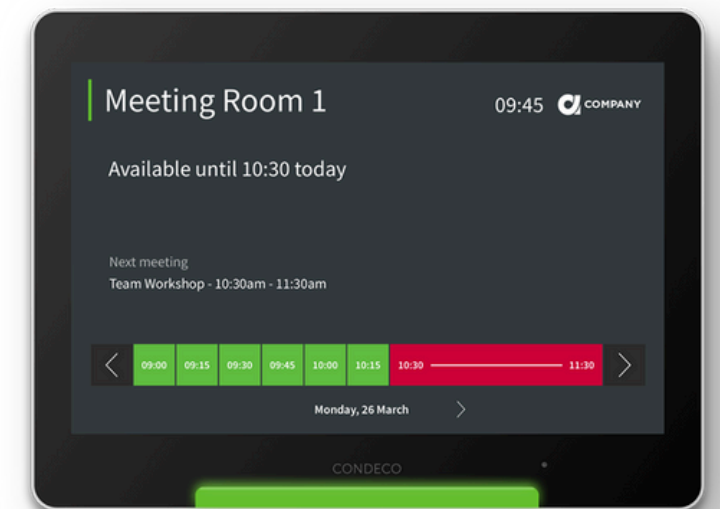 Meeting Room 1
09:45 COMPANY
Available until 10:30 today
Next meeting
Team Workshop - 10:30am - 11:30am
09:00 09:15 09:30 09:45 10:00 10:15 10:30 11:30
Monday, 26 March
CONDECO